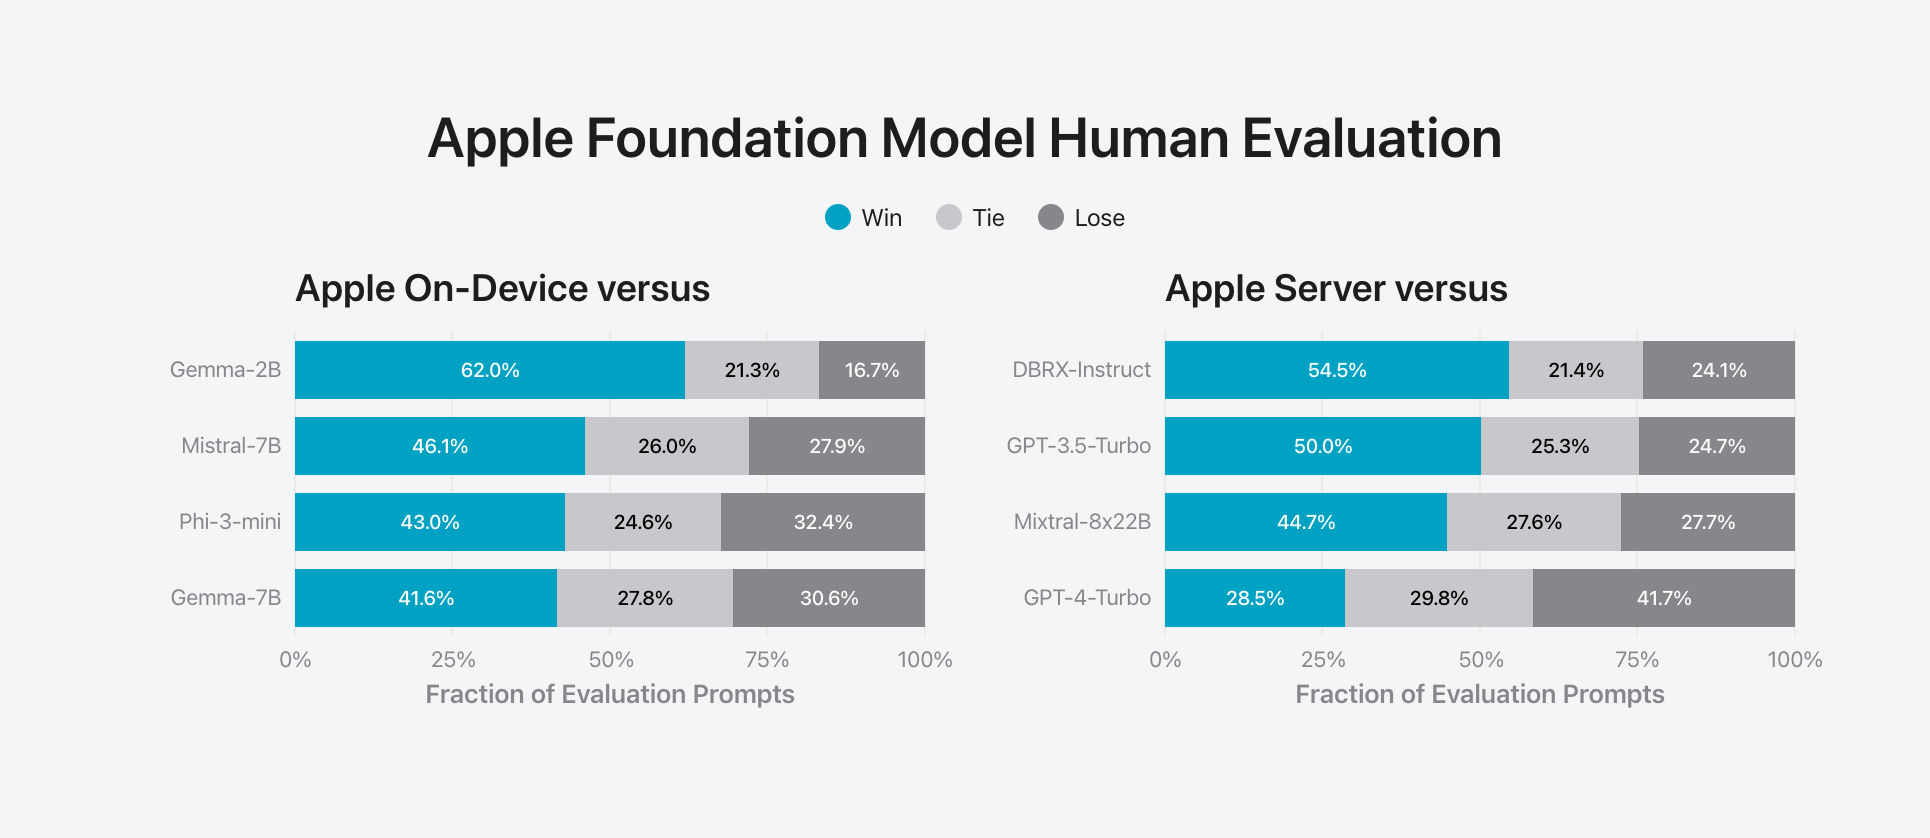 Apple Foundation Model Human Evaluation
Win Tie Lose
Apple On-Device versus
Gemma-2B 62.0% 21.3% 16.7%
Mistral-7B 46.1% 26.0% 27.9%
Phi-3-mini 43.0% 24.6% 32.4%
Gemma-7B 41.6% 27.8% 30.6%
0% 25% 50% 75% 100%
Fraction of Evaluation Prompts
Apple Server versus
DBRX-Instruct 54.5% 21.4% 24.1%
GPT-3.5-Turbo 50.0% 25.3% 24.7%
Mixtral-8x22B 44.7% 27.6% 27.7%
GPT-4-Turbo 28.5% 29.8% 41.7%
0% 25% 50% 75% 100%
Fraction of Evaluation Prompts